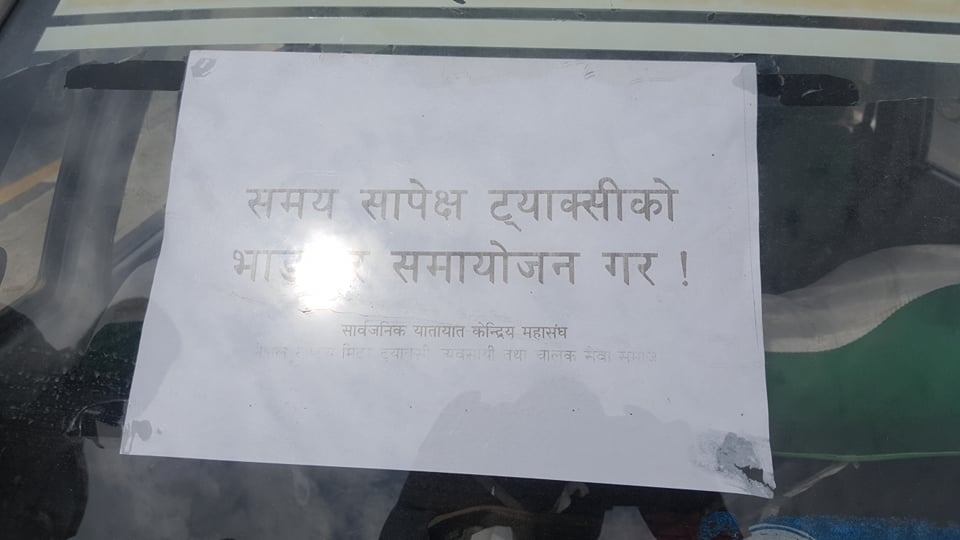 समय सापेक्ष ट्याक्सीको
समायोजन गर !
सार्वजनिक यातायात केन्द्रिय महासंघ
ट्याक्सी व्यवसायी तथा चालक सेवा समाज